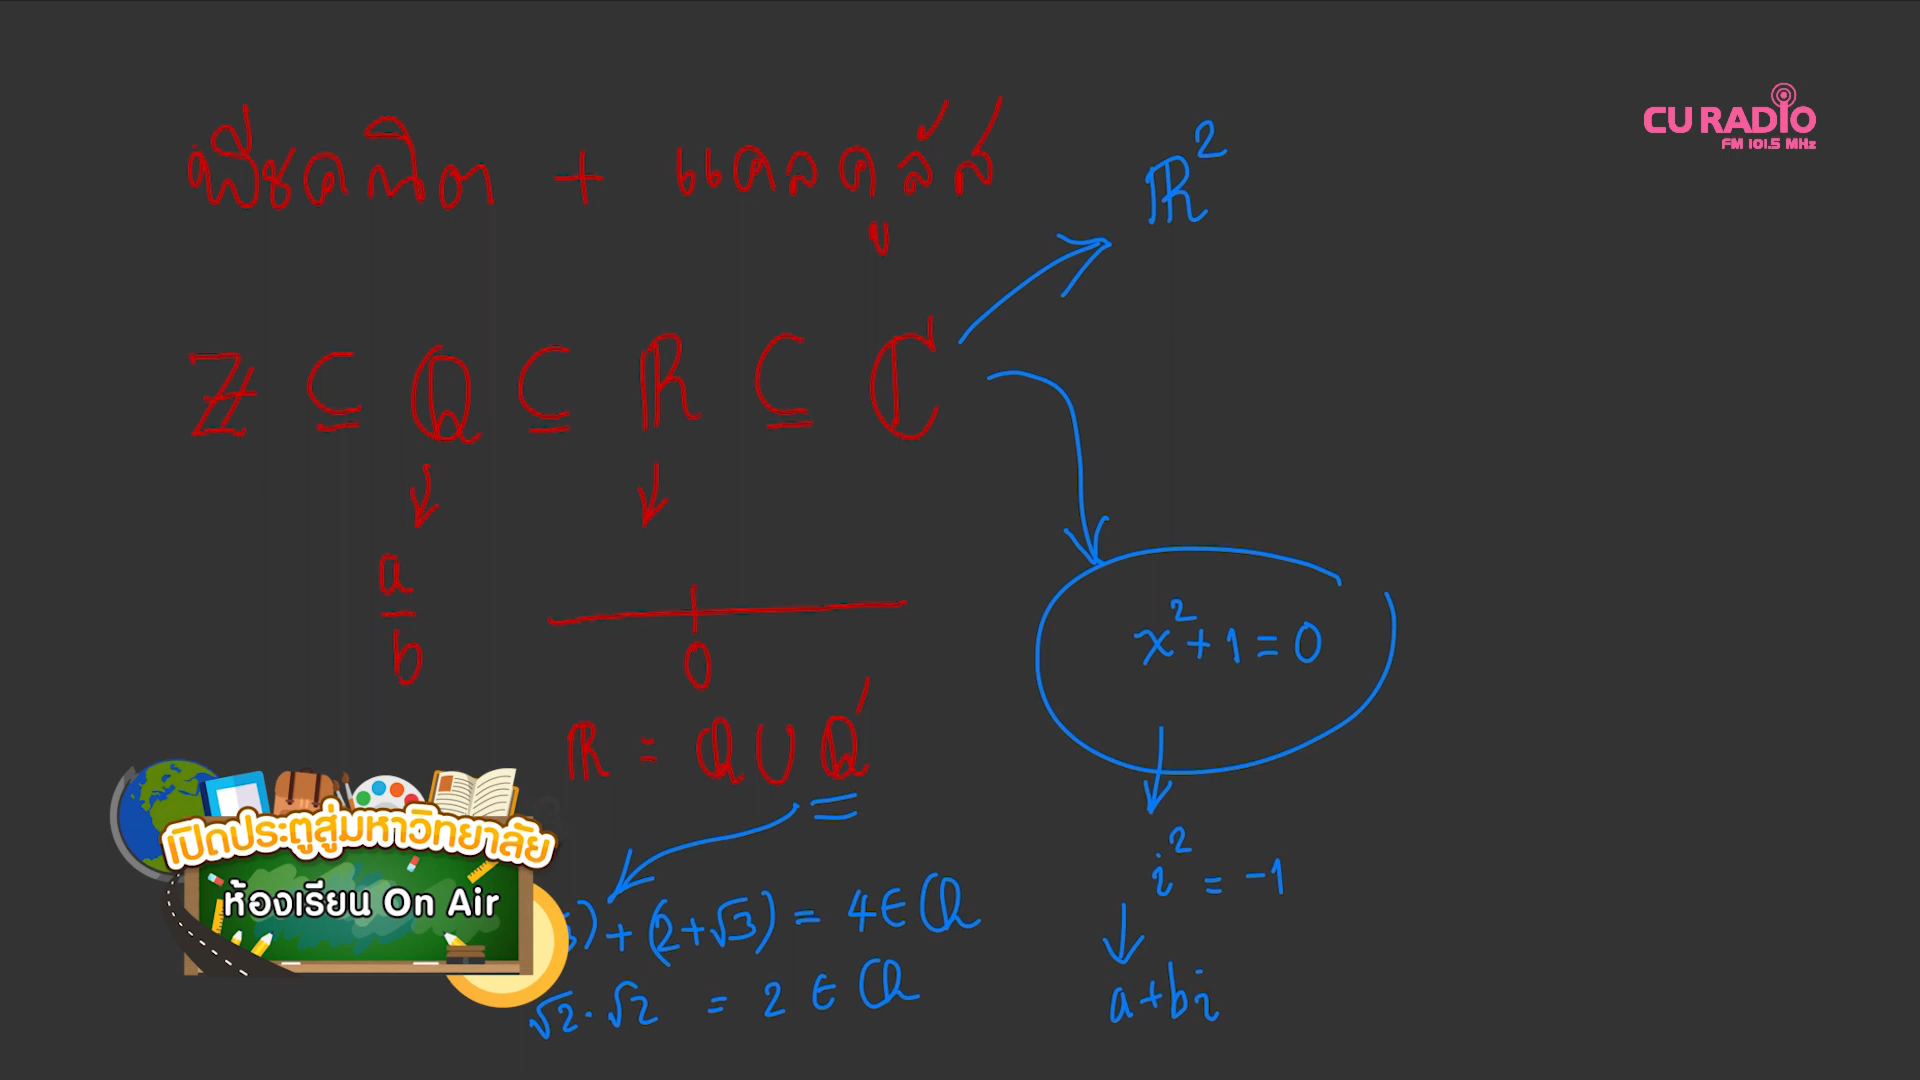 พีชคณิต + แคลคูลัส
ℝ²
CU RADIO
FM 101.5 MHz
ℤ ⊆ ℚ ⊆ ℝ ⊆ ℂ
a/b
0
x²+1=0
ℝ = ℚ ∪ ℚ'
i² = -1
) + (2+√3) = 4 ∈ ℚ
√2·√2 = 2 ∈ ℚ
a+bi
เปิดประตูสู่มหาวิทยาลัย
ห้องเรียน On Air